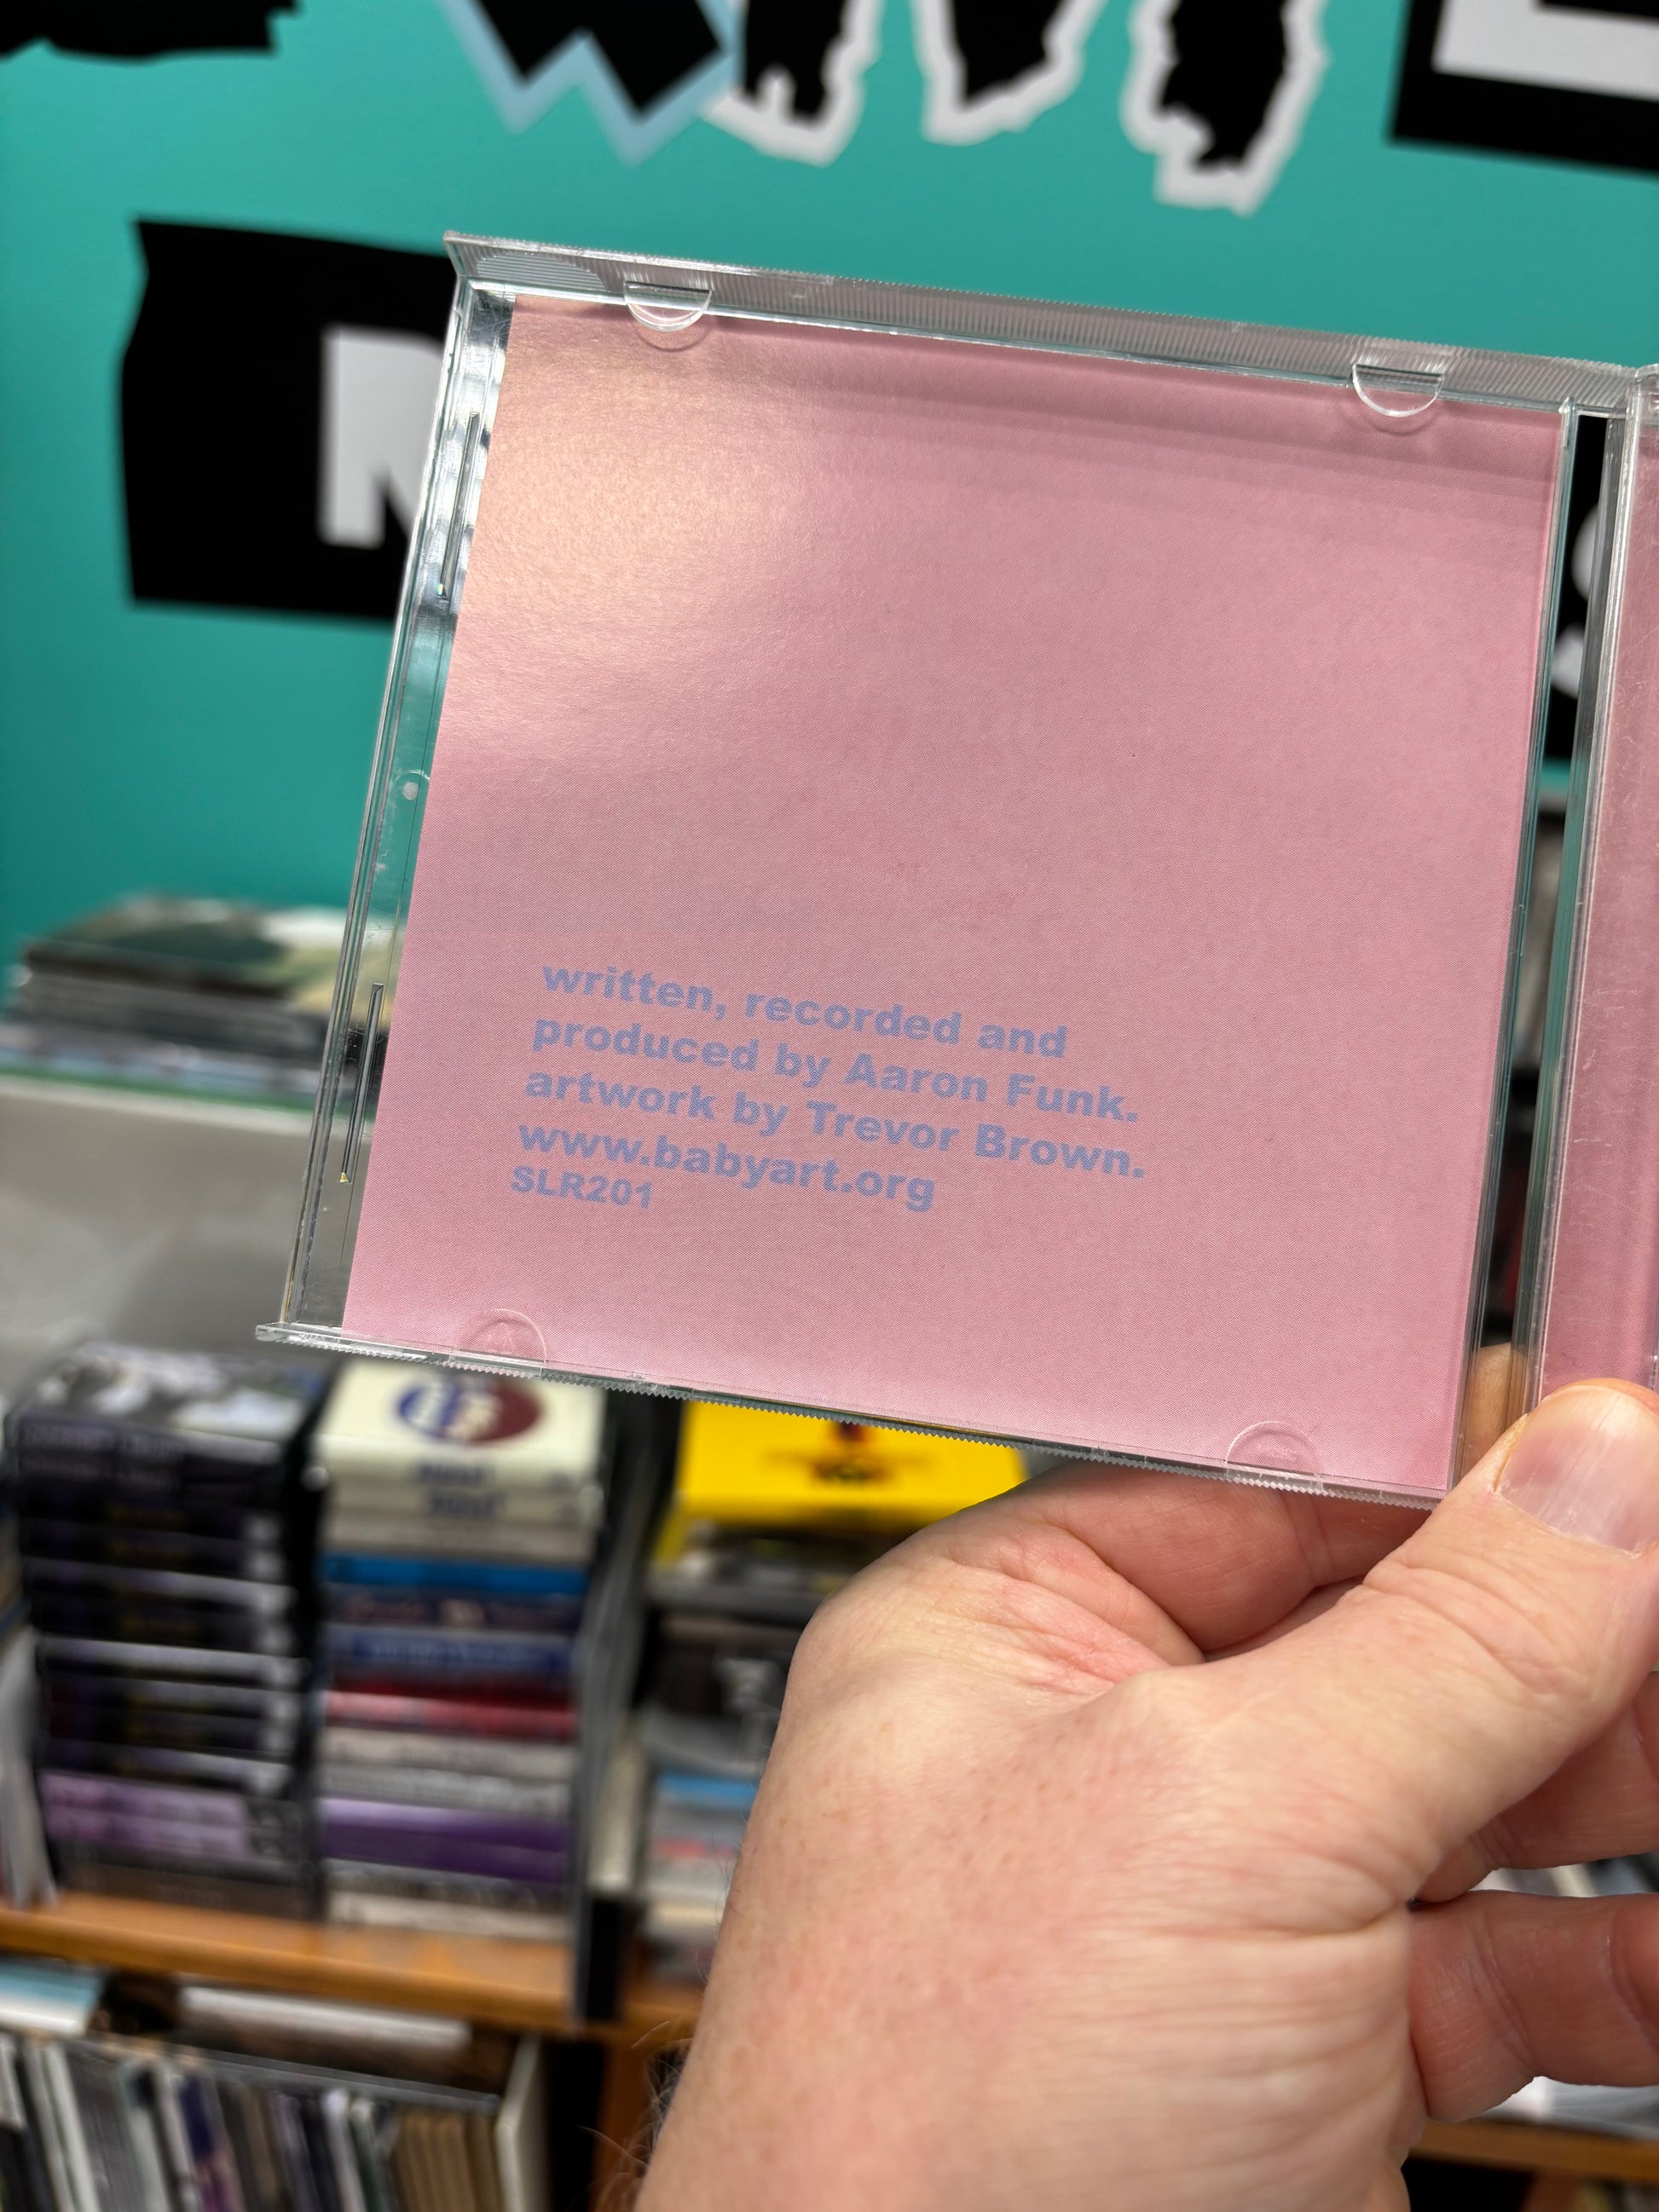 written, recorded and
produced by Aaron Funk.
artwork by Trevor Brown.
www.babyart.org
SLR201